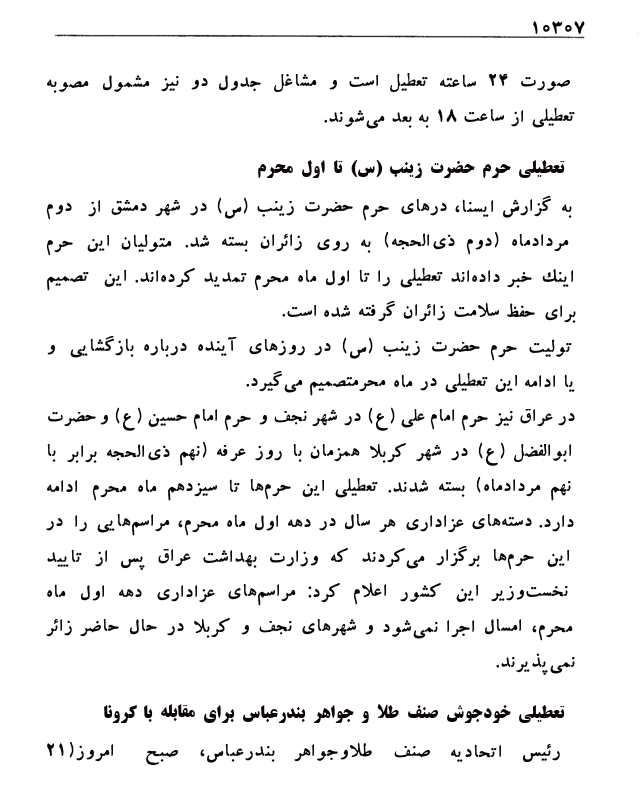 ۱۰۳۰۷
صورت ۲۴ ساعته تعطیل است و مشاغل جدول دو نیز مشمول مصوبه
تعطیلی از ساعت ۱۸ به بعد می‌شوند.
تعطیلی حرم حضرت زینب (س) تا اول محرم
به گزارش ایسنا، درهای حرم حضرت زینب (س) در شهر دمشق از دوم
مردادماه (دوم ذی‌الحجه) به روی زائران بسته شد. متولیان این حرم
اینك خبر داده‌اند تعطیلی را تا اول ماه محرم تمدید کرده‌اند. این تصمیم
برای حفظ سلامت زائران گرفته شده است.
تولیت حرم حضرت زینب (س) در روزهای آینده درباره بازگشایی و
یا ادامه این تعطیلی در ماه محرمتصمیم می‌گیرد.
در عراق نیز حرم امام علی (ع) در شهر نجف و حرم امام حسین (ع) و حضرت
ابوالفضل (ع) در شهر کربلا همزمان با روز عرفه (نهم ذی‌الحجه برابر با
نهم مردادماه) بسته شدند. تعطیلی این حرم‌ها تا سیزدهم ماه محرم ادامه
دارد. دسته‌های عزاداری هر سال در دهه اول ماه محرم، مراسم‌هایی را در
این حرم‌ها برگزار می‌کردند که وزارت بهداشت عراق پس از تایید
نخست‌وزیر این کشور اعلام کرد: مراسم‌های عزاداری دهه اول ماه
محرم، امسال اجرا نمی‌شود و شهرهای نجف و کربلا در حال حاضر زائر
نمی‌پذیرند.
تعطیلی خودجوش صنف طلا و جواهر بندرعباس برای مقابله با کرونا
رئیس اتحادیه صنف طلاوجواهر بندرعباس، صبح امروز(۲۱